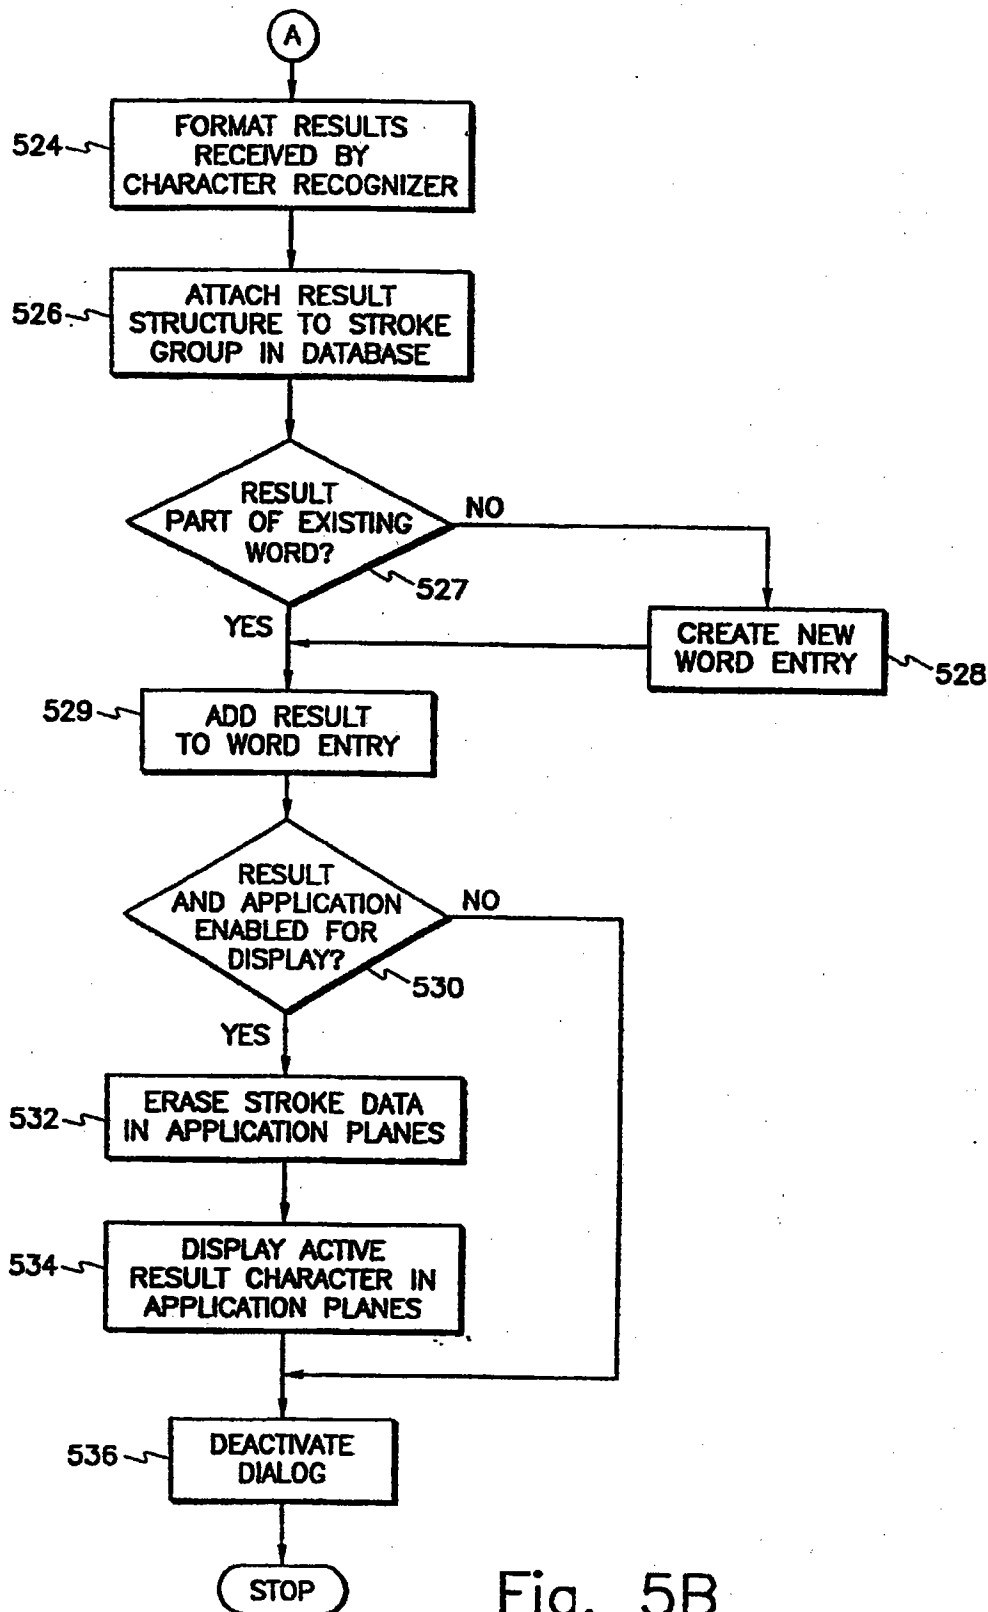 A
524
FORMAT RESULTS
RECEIVED BY
CHARACTER RECOGNIZER
526
ATTACH RESULT
STRUCTURE TO STROKE
GROUP IN DATABASE
RESULT
PART OF EXISTING
WORD?
527
NO
YES
CREATE NEW
WORD ENTRY
528
529
ADD RESULT
TO WORD ENTRY
RESULT
AND APPLICATION
ENABLED FOR
DISPLAY?
530
NO
YES
532
ERASE STROKE DATA
IN APPLICATION PLANES
534
DISPLAY ACTIVE
RESULT CHARACTER IN
APPLICATION PLANES
536
DEACTIVATE
DIALOG
STOP
Fig. 5B